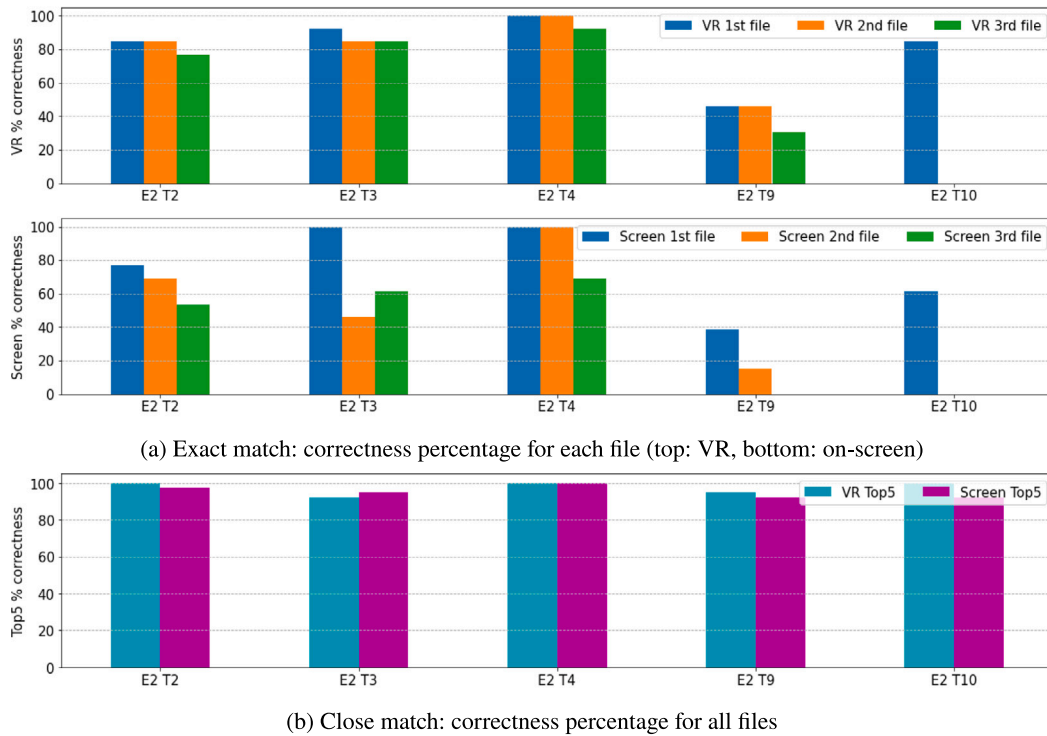 VR % correctness
100
80
60
40
20
0
VR 1st file VR 2nd file VR 3rd file
E2 T2 E2 T3 E2 T4 E2 T9 E2 T10
Screen % correctness
100
80
60
40
20
0
Screen 1st file Screen 2nd file Screen 3rd file
E2 T2 E2 T3 E2 T4 E2 T9 E2 T10
(a) Exact match: correctness percentage for each file (top: VR, bottom: on-screen)
Top5 % correctness
100
80
60
40
20
0
VR Top5 Screen Top5
E2 T2 E2 T3 E2 T4 E2 T9 E2 T10
(b) Close match: correctness percentage for all files